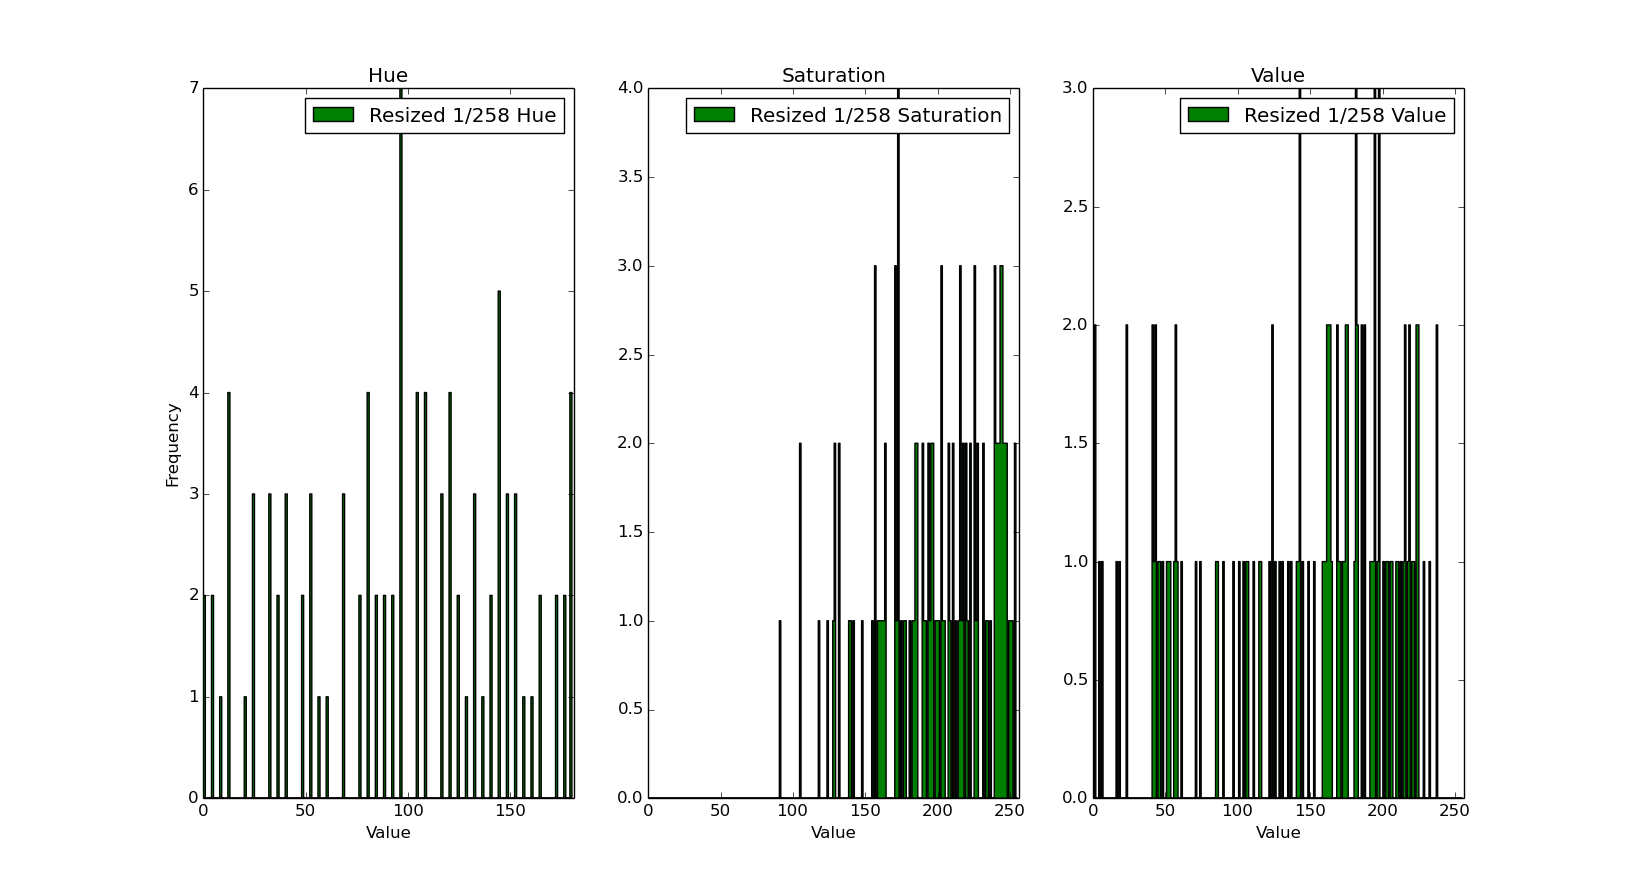 Hue
Resized 1/258 Hue
7
6
5
4
3
2
1
0
Frequency
0 50 100 150
Value
Saturation
Resized 1/258 Saturation
4.0
3.5
3.0
2.5
2.0
1.5
1.0
0.5
0.0
0 50 100 150 200 250
Value
Value
Resized 1/258 Value
3.0
2.5
2.0
1.5
1.0
0.5
0.0
0 50 100 150 200 250
Value